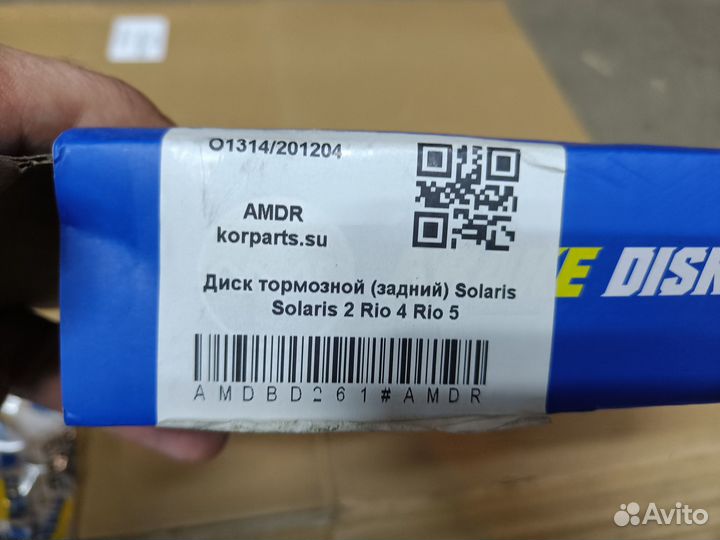 O1314/201204
AMDR
korparts.su
Диск тормозной (задний) Solaris
Solaris 2 Rio 4 Rio 5
AMDBD261#AMDR
DISK
Avito